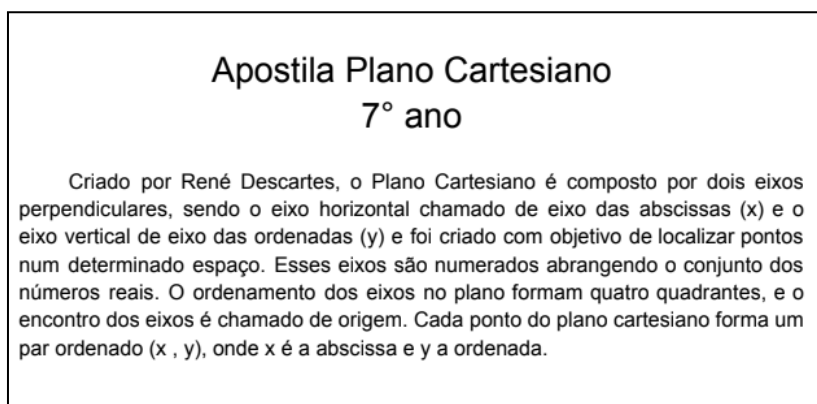 Apostila Plano Cartesiano
7° ano
Criado por René Descartes, o Plano Cartesiano é composto por dois eixos
perpendiculares, sendo o eixo horizontal chamado de eixo das abscissas (x) e o
eixo vertical de eixo das ordenadas (y) e foi criado com objetivo de localizar pontos
num determinado espaço. Esses eixos são numerados abrangendo o conjunto dos
números reais. O ordenamento dos eixos no plano formam quatro quadrantes, e o
encontro dos eixos é chamado de origem. Cada ponto do plano cartesiano forma um
par ordenado (x , y), onde x é a abscissa e y a ordenada.